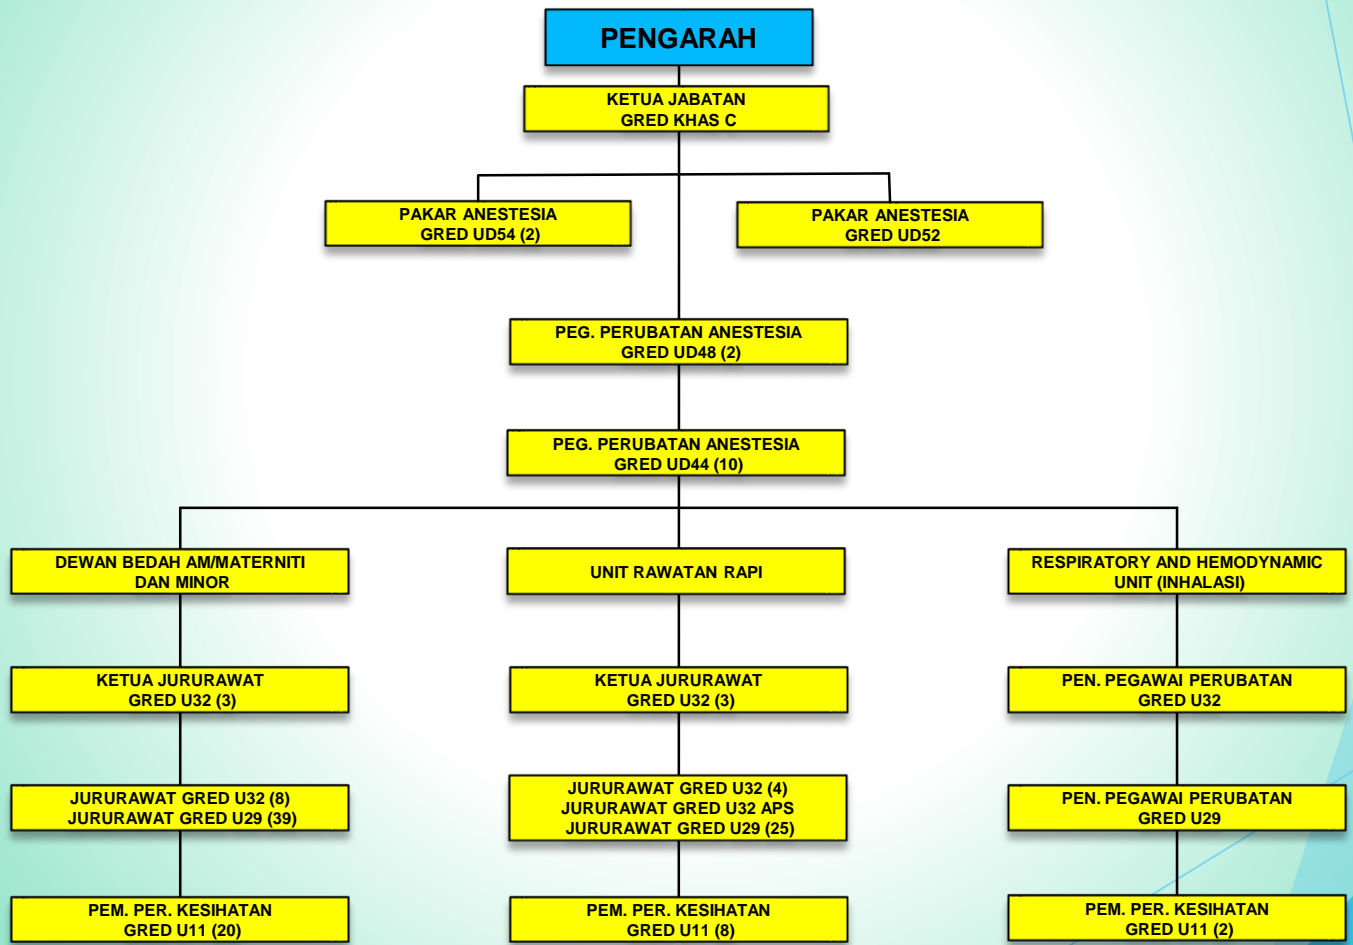 PENGARAH
KETUA JABATAN
GRED KHAS C
PAKAR ANESTESIA
GRED UD54 (2)
PAKAR ANESTESIA
GRED UD52
PEG. PERUBATAN ANESTESIA
GRED UD48 (2)
PEG. PERUBATAN ANESTESIA
GRED UD44 (10)
DEWAN BEDAH AM/MATERNITI
DAN MINOR
UNIT RAWATAN RAPI
RESPIRATORY AND HEMODYNAMIC
UNIT (INHALASI)
KETUA JURURAWAT
GRED U32 (3)
KETUA JURURAWAT
GRED U32 (3)
PEN. PEGAWAI PERUBATAN
GRED U32
JURURAWAT GRED U32 (8)
JURURAWAT GRED U29 (39)
JURURAWAT GRED U32 (4)
JURURAWAT GRED U32 APS
JURURAWAT GRED U29 (25)
PEN. PEGAWAI PERUBATAN
GRED U29
PEM. PER. KESIHATAN
GRED U11 (20)
PEM. PER. KESIHATAN
GRED U11 (8)
PEM. PER. KESIHATAN
GRED U11 (2)